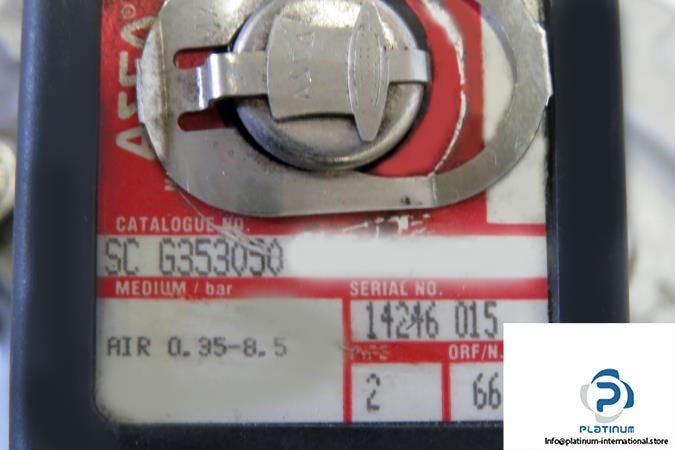 ASCO®
CATALOGUE NO.
SC G353050
MEDIUM / bar
SERIAL NO.
14246 015
AIR 0.35-8.5
ORF/N.
2
66
PLATINUM
Info@platinum-international.store